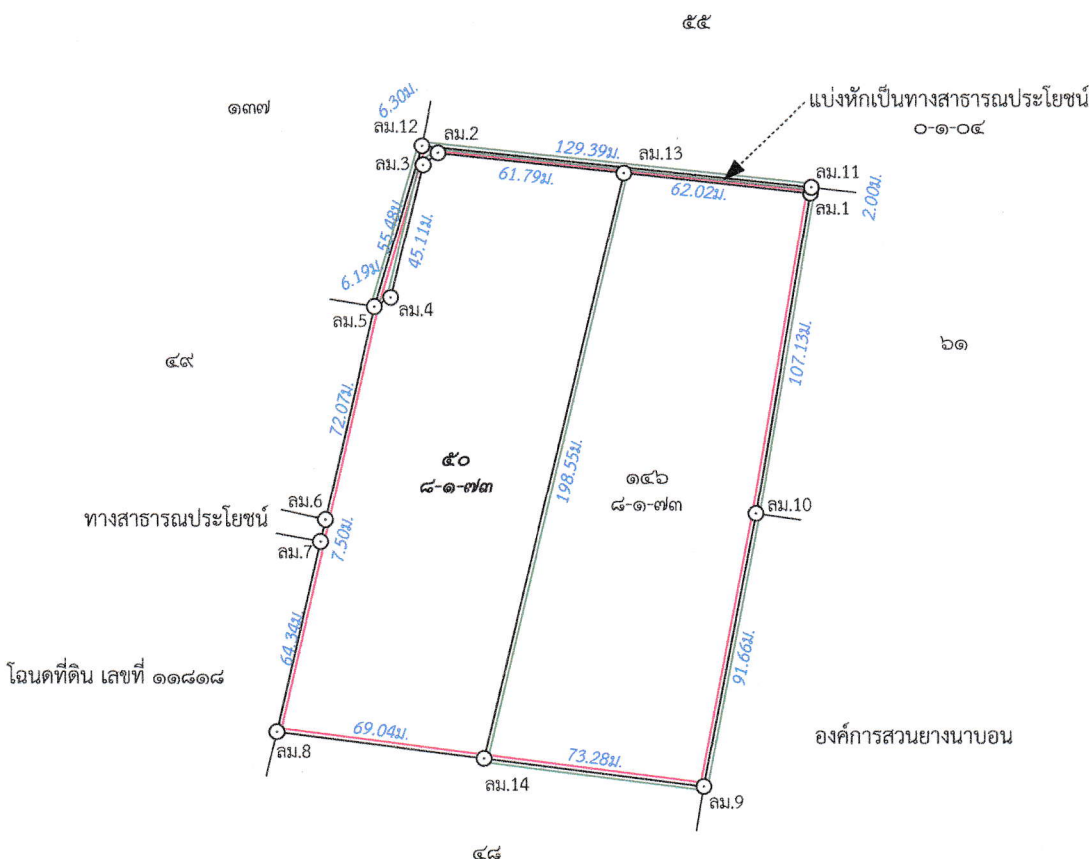 ๕๕
๑๓๗
6.30ม.
แบ่งหักเป็นทางสาธารณประโยชน์
๐-๑-๐๔
ลม.12
ลม.2
129.39ม.
ลม.13
ลม.3
61.79ม.
62.02ม.
ลม.11
ลม.1
2.00ม.
55.48ม.
45.11ม.
6.19ม.
ลม.4
ลม.5
๔๙
107.13ม.
๖๑
72.07ม.
198.55ม.
๕๐
๘-๑-๗๓
๑๔๖
๘-๑-๗๓
ลม.6
ลม.10
ทางสาธารณประโยชน์
ลม.7
7.50ม.
64.34ม.
91.66ม.
โฉนดที่ดิน เลขที่ ๑๑๘๑๘
69.04ม.
องค์การสวนยางนาบอน
ลม.8
73.28ม.
ลม.14
ลม.9
๔๘